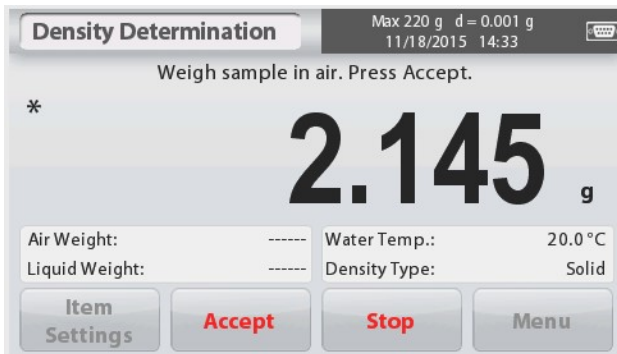 Density Determination
Max 220 g d = 0.001 g
11/18/2015 14:33
Weigh sample in air. Press Accept.
*
2.145 g
Air Weight: ------ Water Temp.: 20.0 °C
Liquid Weight: ------ Density Type: Solid
Item Settings
Accept
Stop
Menu